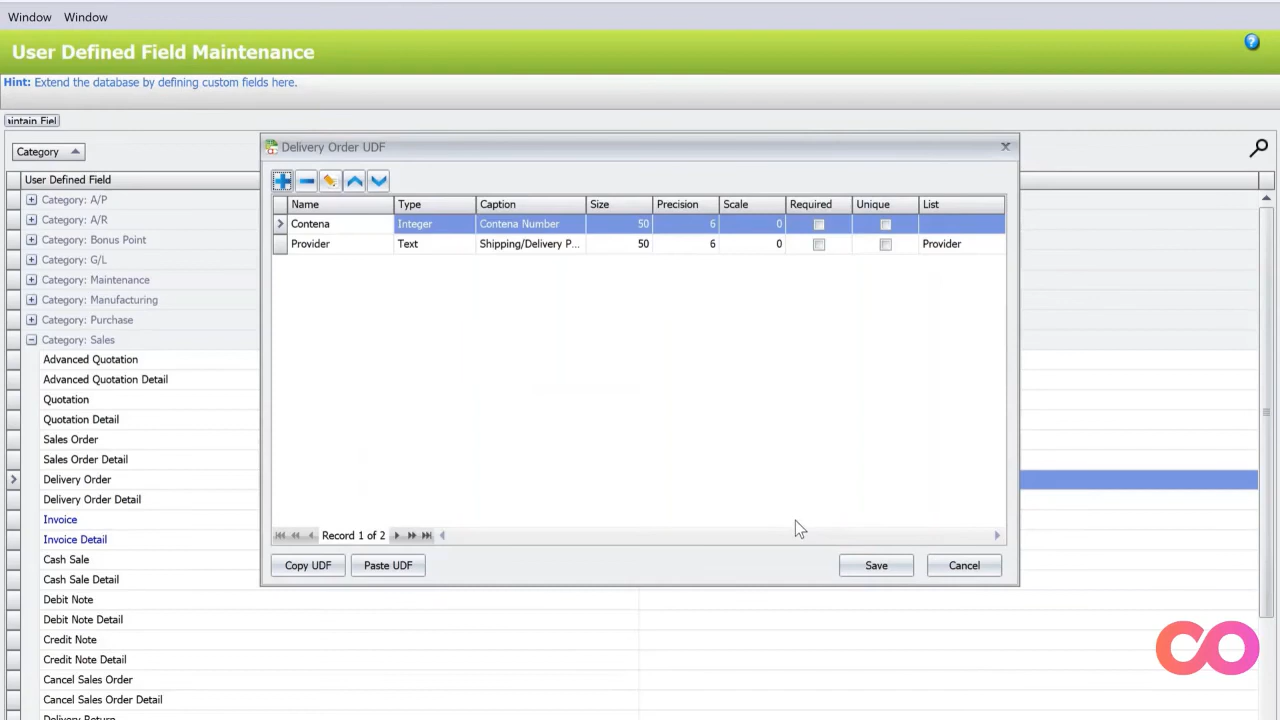 Window Window
User Defined Field Maintenance
Hint: Extend the database by defining custom fields here.
Category
User Defined Field
Category: A/P
Category: A/R
Category: Bonus Point
Category: G/L
Category: Maintenance
Category: Manufacturing
Category: Purchase
Category: Sales
Advanced Quotation
Advanced Quotation Detail
Quotation
Quotation Detail
Sales Order
Sales Order Detail
Delivery Order
Delivery Order Detail
Invoice
Invoice Detail
Cash Sale
Cash Sale Detail
Debit Note
Debit Note Detail
Credit Note
Credit Note Detail
Cancel Sales Order
Cancel Sales Order Detail
Delivery Return
Delivery Order UDF
Name Type Caption Size Precision Scale Required Unique List
Contena Integer Contena Number 50 6 0
Provider Text Shipping/Delivery P... 50 6 0 Provider
Record 1 of 2
Copy UDF Paste UDF Save Cancel